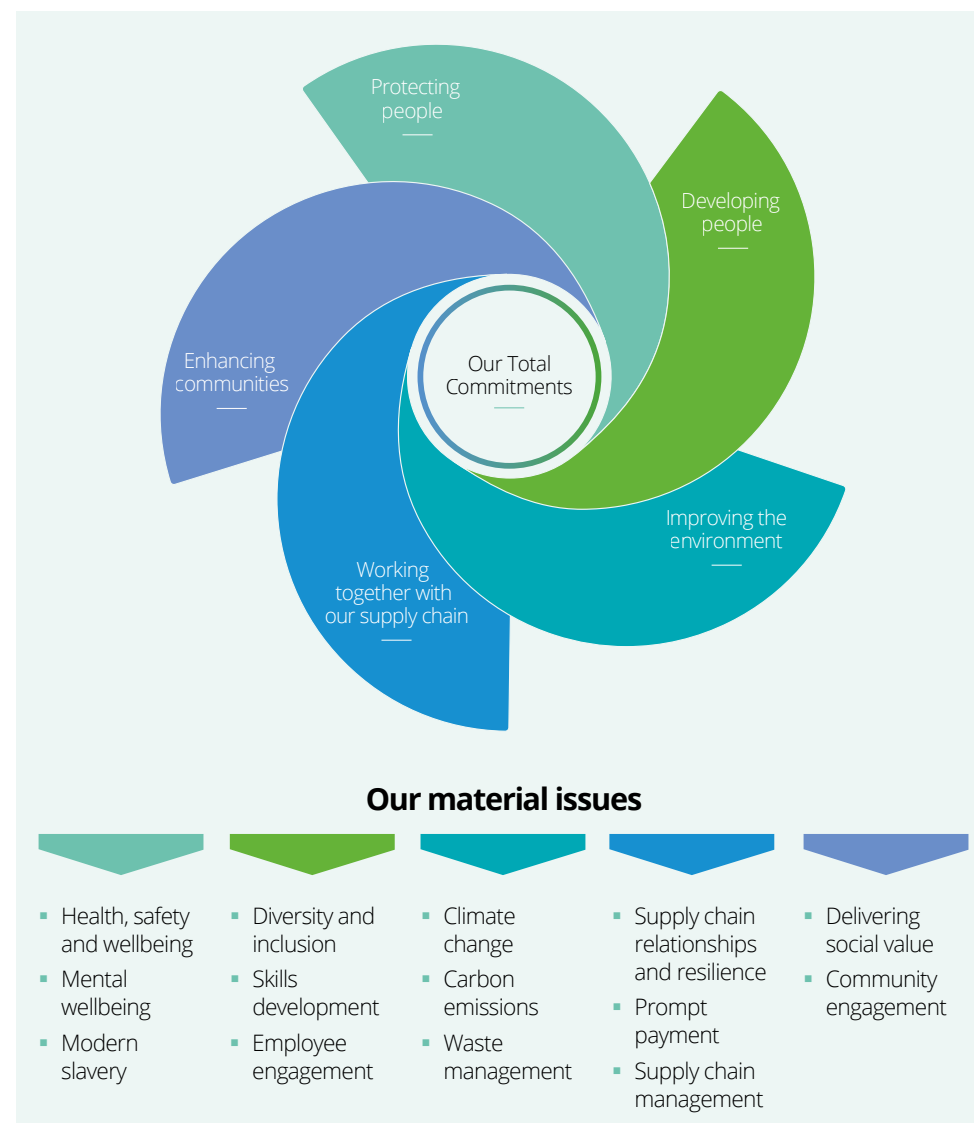 Protecting
people
Developing
people
Enhancing
communities
Our Total
Commitments
Improving the
environment
Working
together with
our supply chain
Our material issues
▪ Health, safety
and wellbeing
▪ Mental
wellbeing
▪ Modern
slavery
▪ Diversity and
inclusion
▪ Skills
development
▪ Employee
engagement
▪ Climate
change
▪ Carbon
emissions
▪ Waste
management
▪ Supply chain
relationships
and resilience
▪ Prompt
payment
▪ Supply chain
management
▪ Delivering
social value
▪ Community
engagement